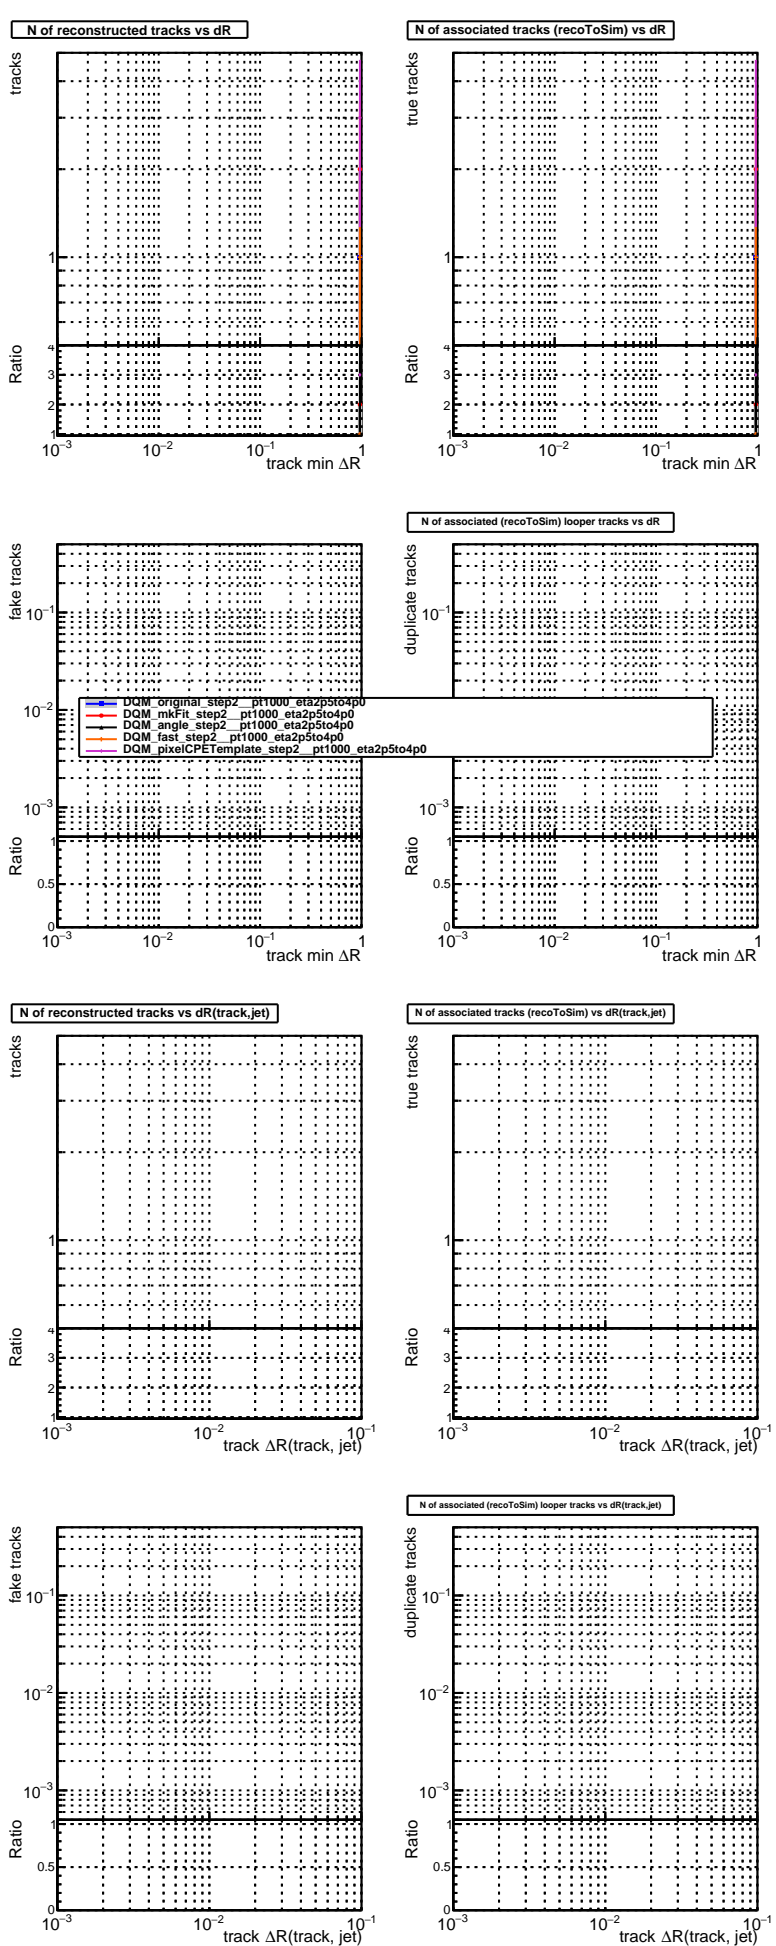 N of reconstructed tracks vs dR
N of associated tracks (recoToSim) vs dR
tracks
1
Ratio
4
3
2
1
10⁻³
10⁻²
10⁻¹
1
track min ΔR
true tracks
1
Ratio
4
3
2
1
10⁻³
10⁻²
10⁻¹
1
track min ΔR
N of associated (recoToSim) looper tracks vs dR
fake tracks
10⁻¹
10⁻²
10⁻³
Ratio
1
0.5
0
10⁻³
10⁻²
10⁻¹
1
track min ΔR
duplicate tracks
10⁻¹
10⁻³
Ratio
1
0.5
0
10⁻³
10⁻²
10⁻¹
1
track min ΔR
DQM_original_step2__pt1000_eta2p5to4p0
DQM_mkFit_step2__pt1000_eta2p5to4p0
DQM_angle_step2__pt1000_eta2p5to4p0
DQM_fast_step2__pt1000_eta2p5to4p0
DQM_pixelCPETemplate_step2__pt1000_eta2p5to4p0
N of reconstructed tracks vs dR(track,jet)
N of associated tracks (recoToSim) vs dR(track,jet)
tracks
1
Ratio
4
3
2
1
10⁻³
10⁻²
10⁻¹
track ΔR(track, jet)
true tracks
1
Ratio
4
3
2
1
10⁻³
10⁻²
10⁻¹
track ΔR(track, jet)
N of associated (recoToSim) looper tracks vs dR(track,jet)
fake tracks
10⁻¹
10⁻²
10⁻³
Ratio
1
0.5
0
10⁻³
10⁻²
10⁻¹
track ΔR(track, jet)
duplicate tracks
10⁻¹
10⁻²
10⁻³
Ratio
1
0.5
0
10⁻³
10⁻²
10⁻¹
track ΔR(track, jet)